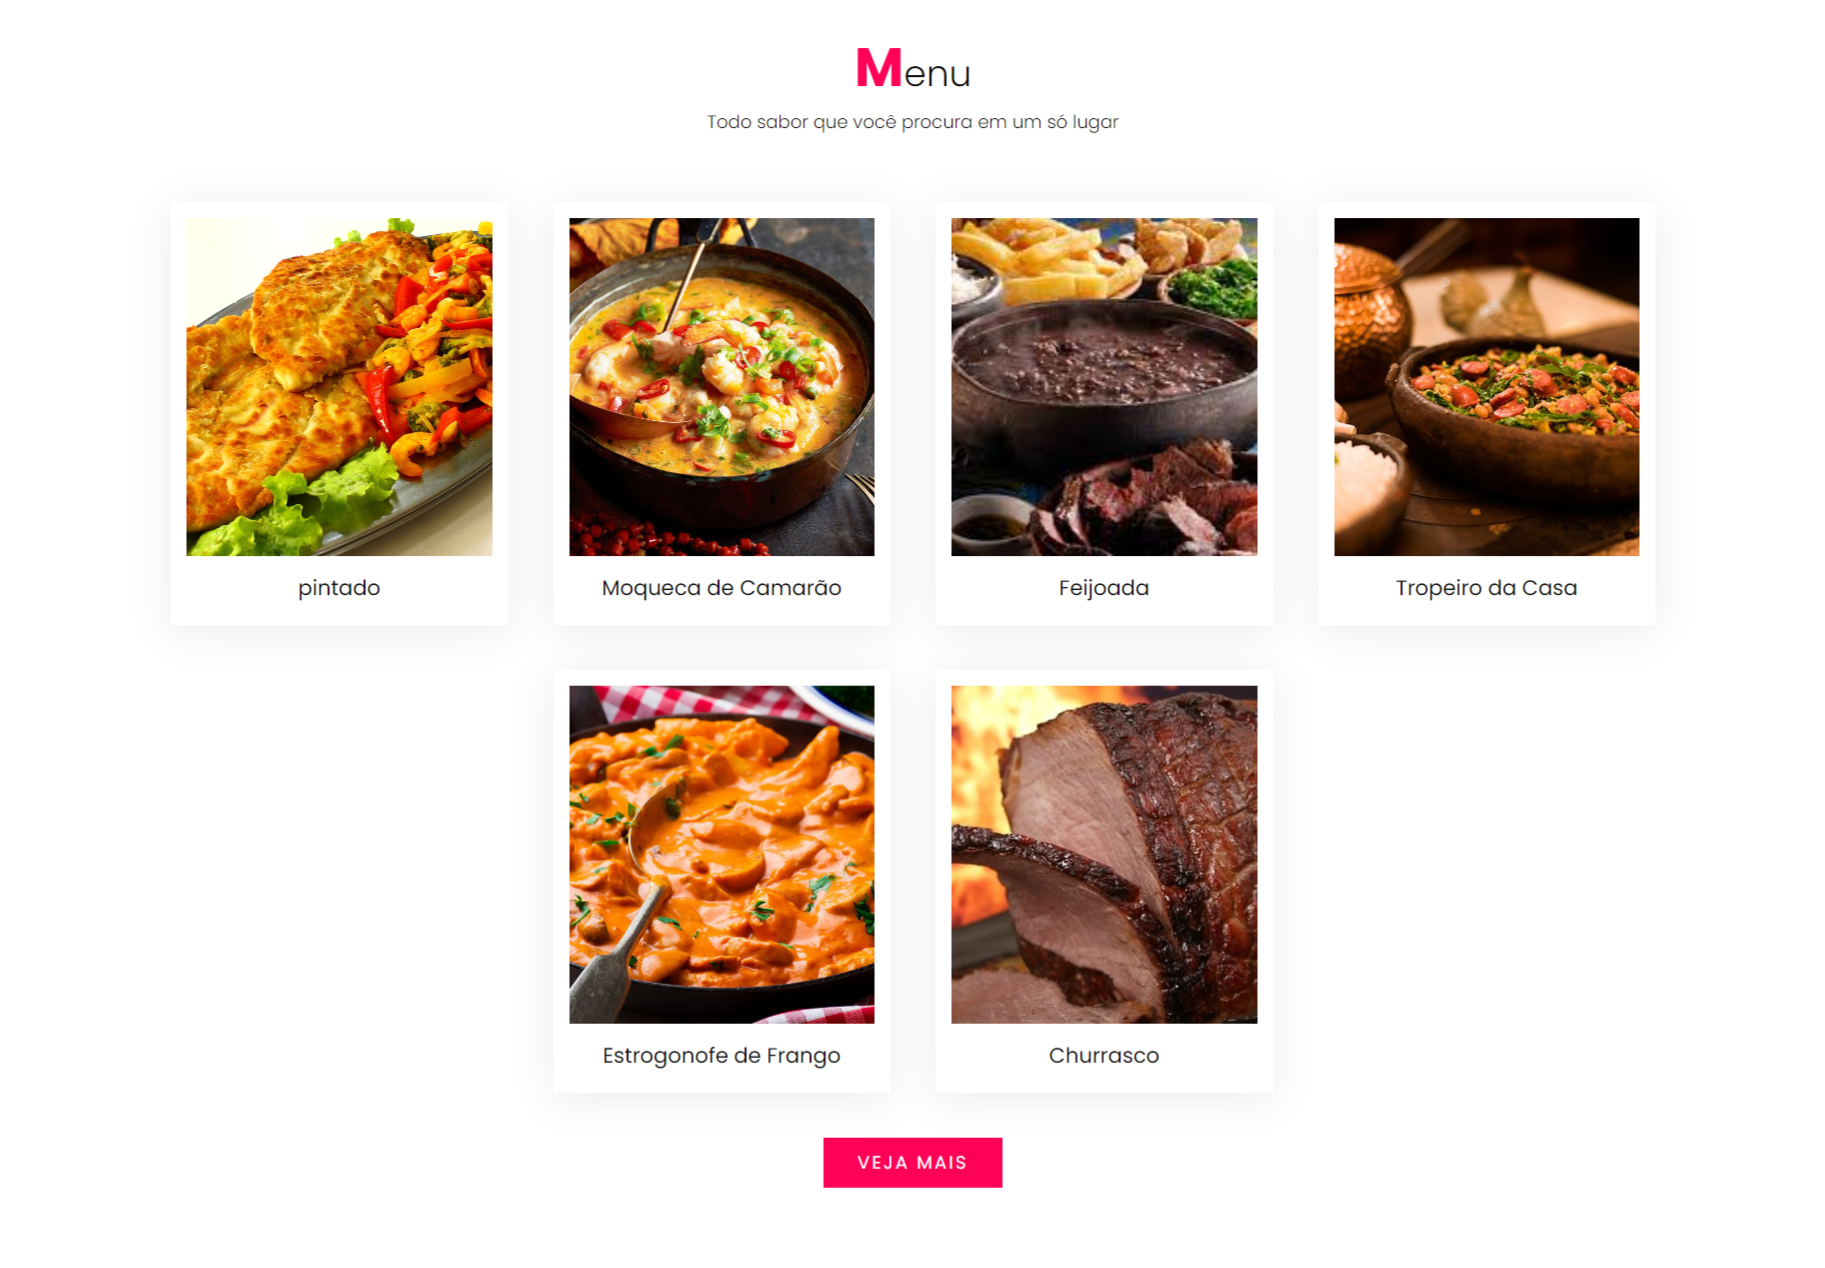 Menu
Todo sabor que você procura em um só lugar
pintado
Moqueca de Camarão
Feijoada
Tropeiro da Casa
Estrogonofe de Frango
Churrasco
VEJA MAIS